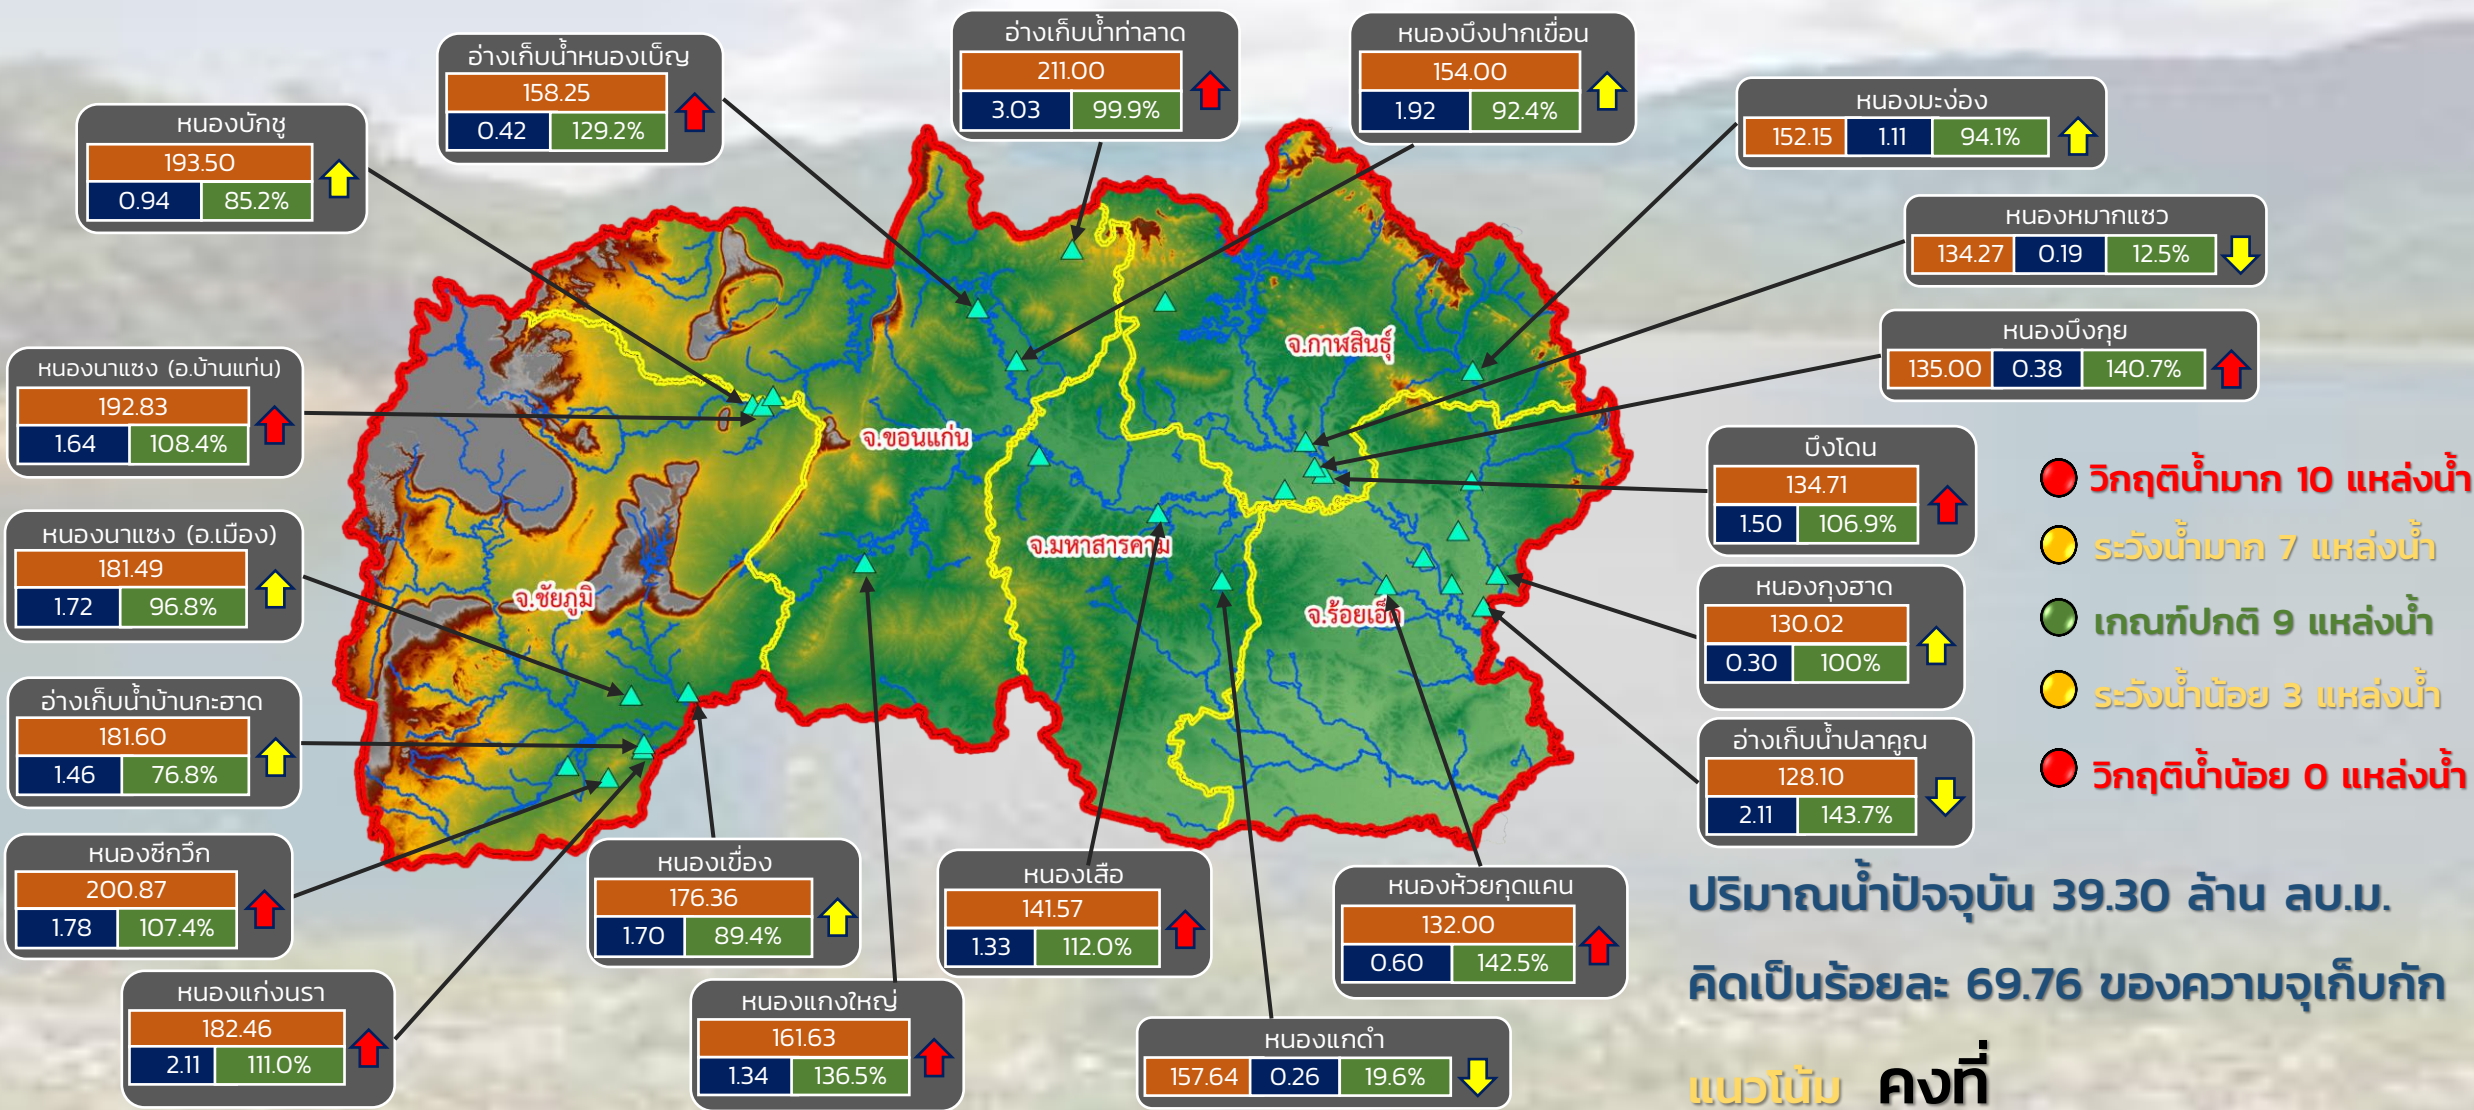 อ่างเก็บน้ำท่าลาด
211.00
3.03 99.9%
หนองบึงปากเขื่อน
154.00
1.92 92.4%
อ่างเก็บน้ำหนองเบ็ญ
158.25
0.42 129.2%
หนองมะง่อง
152.15 1.11 94.1%
หนองบักชู
193.50
0.94 85.2%
หนองหมากแซว
134.27 0.19 12.5%
หนองบึงกุย
135.00 0.38 140.7%
หนองนาแซง (อ.บ้านแท่น)
192.83
1.64 108.4%
จ.กาฬสินธุ์
จ.ขอนแก่น
จ.มหาสารคาม
จ.ชัยภูมิ
จ.ร้อยเอ็ด
บึงโดน
134.71
1.50 106.9%
วิกฤติน้ำมาก 10 แหล่งน้ำ
ระวังน้ำมาก 7 แหล่งน้ำ
เกณฑ์ปกติ 9 แหล่งน้ำ
ระวังน้ำน้อย 3 แหล่งน้ำ
วิกฤติน้ำน้อย 0 แหล่งน้ำ
หนองนาแซง (อ.เมือง)
181.49
1.72 96.8%
หนองกุงฮาด
130.02
0.30 100%
อ่างเก็บน้ำบ้านกะฮาด
181.60
1.46 76.8%
อ่างเก็บน้ำปลาคูณ
128.10
2.11 143.7%
หนองซีกวึก
200.87
1.78 107.4%
หนองเขื่อง
176.36
1.70 89.4%
หนองเสือ
141.57
1.33 112.0%
หนองห้วยกุดแคน
132.00
0.60 142.5%
หนองแก่งนรา
182.46
2.11 111.0%
หนองแกงใหญ่
161.63
1.34 136.5%
หนองแกดำ
157.64 0.26 19.6%
ปริมาณน้ำปัจจุบัน 39.30 ล้าน ลบ.ม.
คิดเป็นร้อยละ 69.76 ของความจุเก็บกัก
แนวโน้ม คงที่